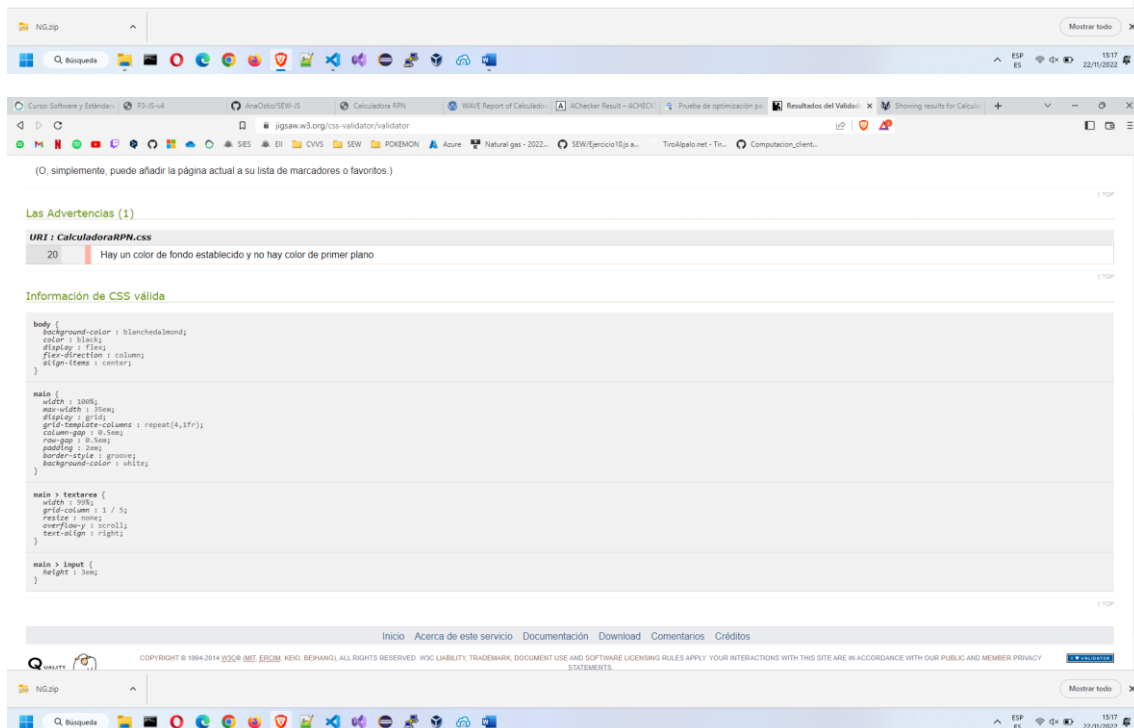 NG.zip
Mostrar todo
Búsqueda
ESP
ES
15:17
22/11/2022
Curso: Software y Estándar
P3-JS-v4
AnaOstio/SEW-JS
Calculadora RPN
WAVE Report of Calculado
AChecker Result – ACHECK
Prueba de optimización pa
Resultados del Validado
Showing results for Calcula
jigsaw.w3.org/css-validator/validator
SIES
EII
CVVS
SEW
POKEMON
Azure
Natural gas - 2022...
SEW/Ejercicio10.js a...
TiroAlpalo.net - Tir...
Computacion_client...
(O, simplemente, puede añadir la página actual a su lista de marcadores o favoritos.)
↑ TOP
Las Advertencias (1)
URI : CalculadoraRPN.css
20 Hay un color de fondo establecido y no hay color de primer plano
↑ TOP
Información de CSS válida
body {
background-color : blanchedalmond;
color : black;
display : flex;
flex-direction : column;
align-items : center;
}
main {
width : 100%;
max-width : 35em;
display : grid;
grid-template-columns : repeat(4,1fr);
column-gap : 0.5em;
row-gap : 0.5em;
padding : 2em;
border-style : groove;
background-color : white;
}
main > textarea {
width : 99%;
grid-column : 1 / 5;
resize : none;
overflow-y : scroll;
text-align : right;
}
main > input {
height : 3em;
}
↑ TOP
Inicio Acerca de este servicio Documentación Download Comentarios Créditos
QUALITY
COPYRIGHT © 1994-2014 W3C® (MIT, ERCIM, KEIO, BEIHANG), ALL RIGHTS RESERVED. W3C LIABILITY, TRADEMARK, DOCUMENT USE AND SOFTWARE LICENSING RULES APPLY. YOUR INTERACTIONS WITH THIS SITE ARE IN ACCORDANCE WITH OUR PUBLIC AND MEMBER PRIVACY
STATEMENTS.
I ♥ VALIDATOR
NG.zip
Mostrar todo
Búsqueda
ESP
ES
15:17
22/11/2022